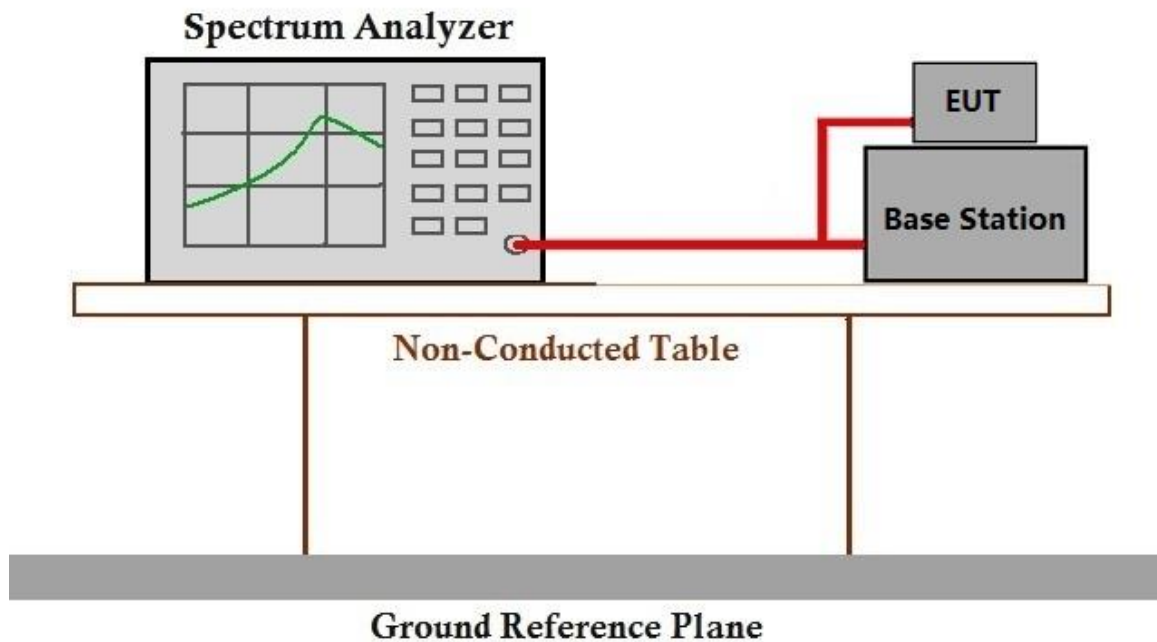 Spectrum Analyzer
EUT
Base Station
Non-Conducted Table
Ground Reference Plane